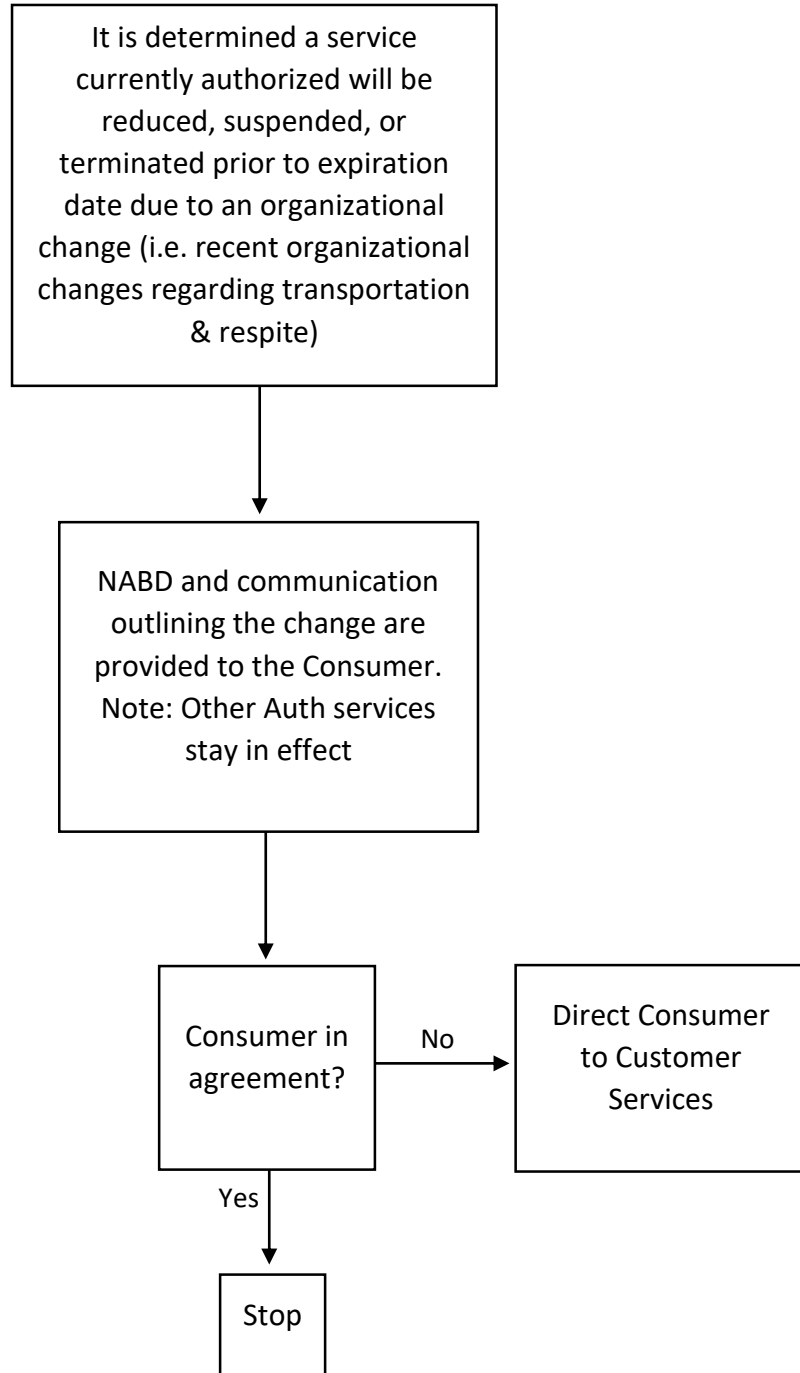 It is determined a service
currently authorized will be
reduced, suspended, or
terminated prior to expiration
date due to an organizational
change (i.e. recent organizational
changes regarding transportation
& respite)
NABD and communication
outlining the change are
provided to the Consumer.
Note: Other Auth services
stay in effect
Consumer in
agreement?
No
Direct Consumer
to Customer
Services
Yes
Stop